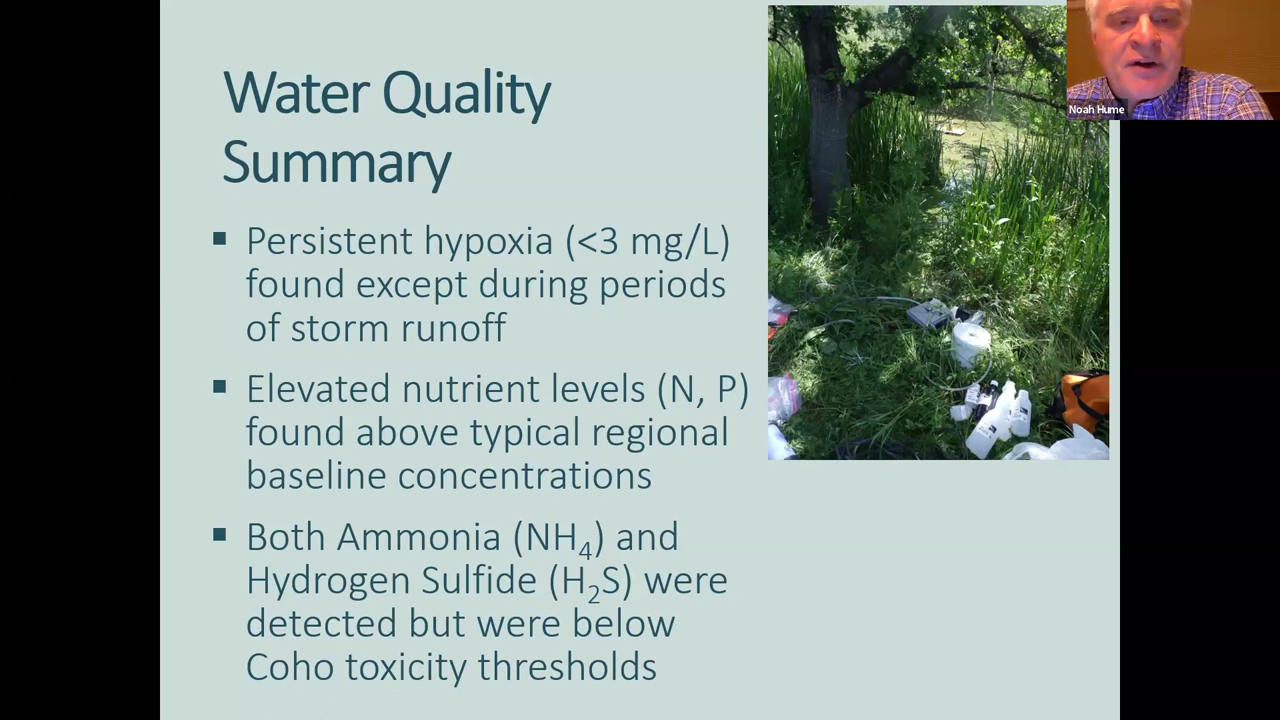 Water Quality
Summary
▪ Persistent hypoxia (<3 mg/L)
found except during periods
of storm runoff
▪ Elevated nutrient levels (N, P)
found above typical regional
baseline concentrations
▪ Both Ammonia (NH₄) and
Hydrogen Sulfide (H₂S) were
detected but were below
Coho toxicity thresholds
Noah Hume